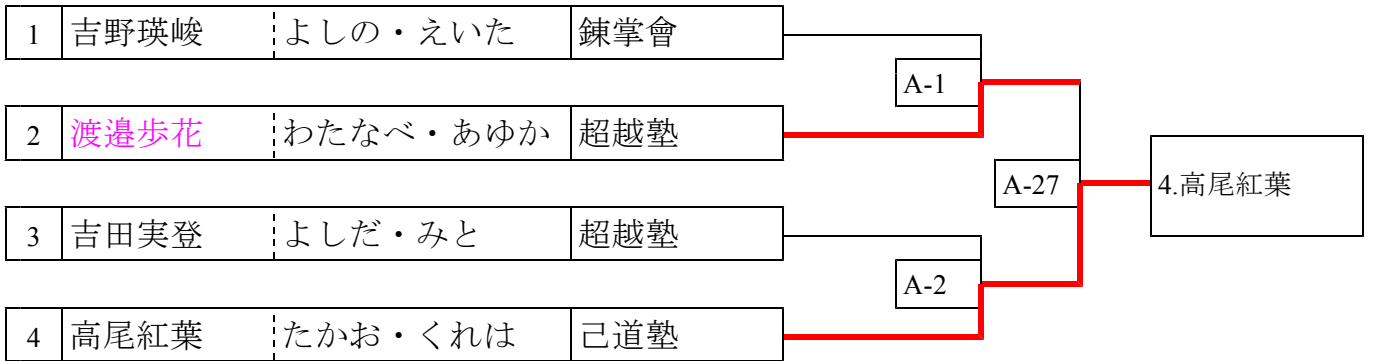 1 吉野瑛峻 よしの・えいた 錬掌會
A-1
2 渡邉歩花 わたなべ・あゆか 超越塾
A-27 4.高尾紅葉
3 吉田実登 よしだ・みと 超越塾
A-2
4 高尾紅葉 たかお・くれは 己道塾